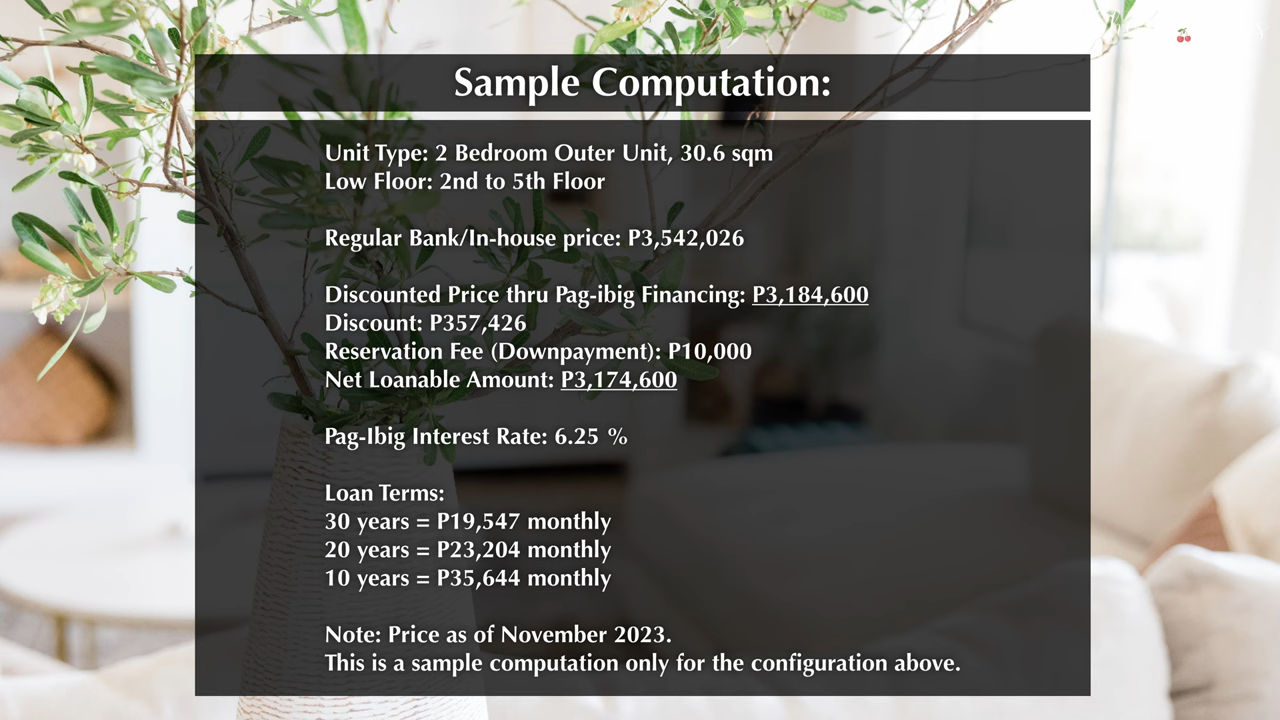 Sample Computation:
Unit Type: 2 Bedroom Outer Unit, 30.6 sqm
Low Floor: 2nd to 5th Floor
Regular Bank/In-house price: P3,542,026
Discounted Price thru Pag-ibig Financing: P3,184,600
Discount: P357,426
Reservation Fee (Downpayment): P10,000
Net Loanable Amount: P3,174,600
Pag-Ibig Interest Rate: 6.25 %
Loan Terms:
30 years = P19,547 monthly
20 years = P23,204 monthly
10 years = P35,644 monthly
Note: Price as of November 2023.
This is a sample computation only for the configuration above.